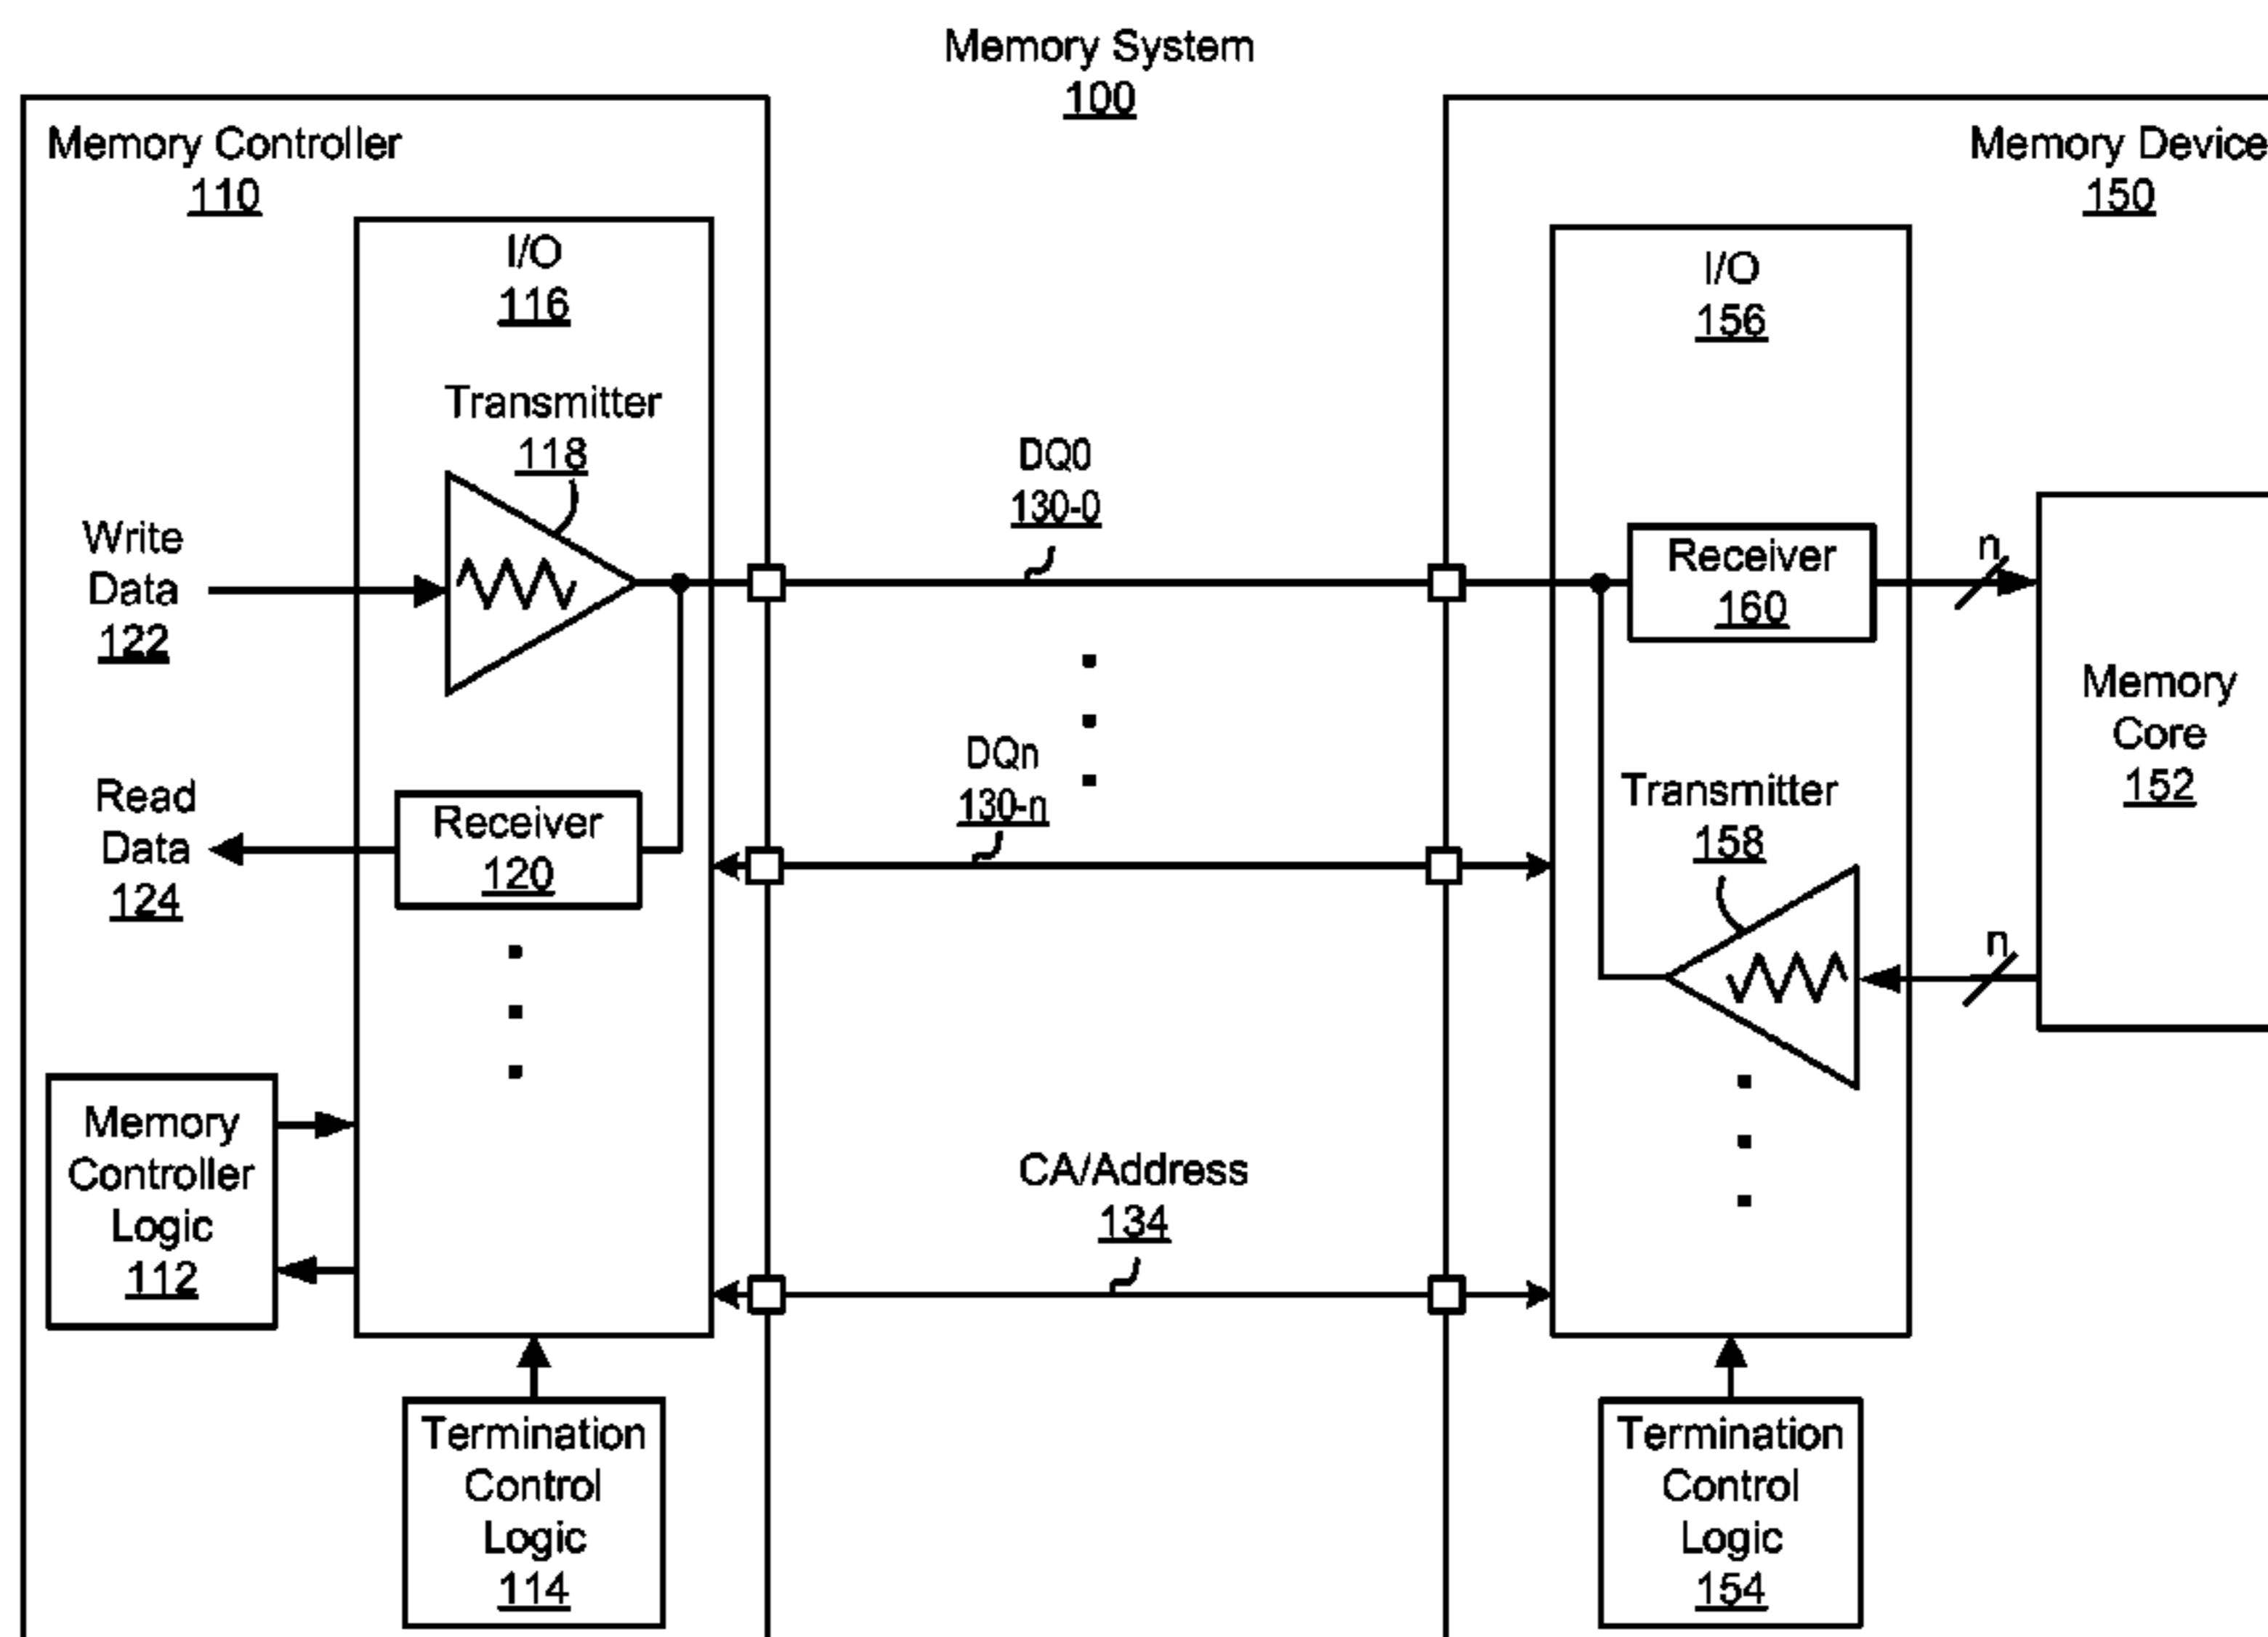 Memory System
100
Memory Controller
110
Memory Device
150
I/O
116
I/O
156
Transmitter
118
DQ0
130-0
Write
Data
122
Receiver
160
n
Memory
Core
152
DQn
130-n
Read
Data
124
Receiver
120
Transmitter
158
n
Memory
Controller
Logic
112
CA/Address
134
Termination
Control
Logic
114
Termination
Control
Logic
154